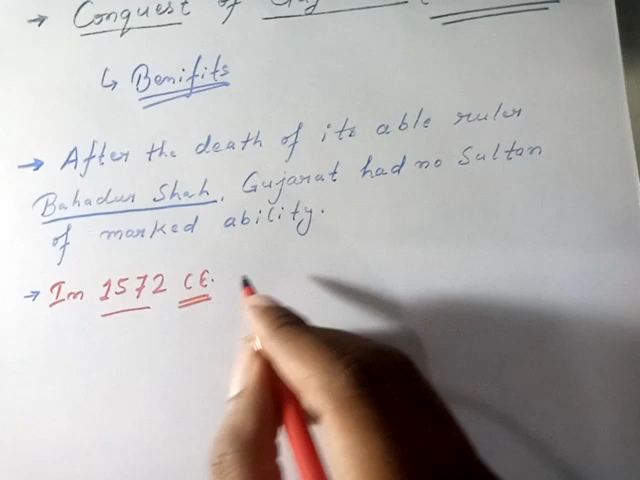 → Conquest of
↳ Benifits
→ After the death of its able ruler
Bahadur Shah, Gujarat had no Sultan
of marked ability.
→ In 1572 CE.